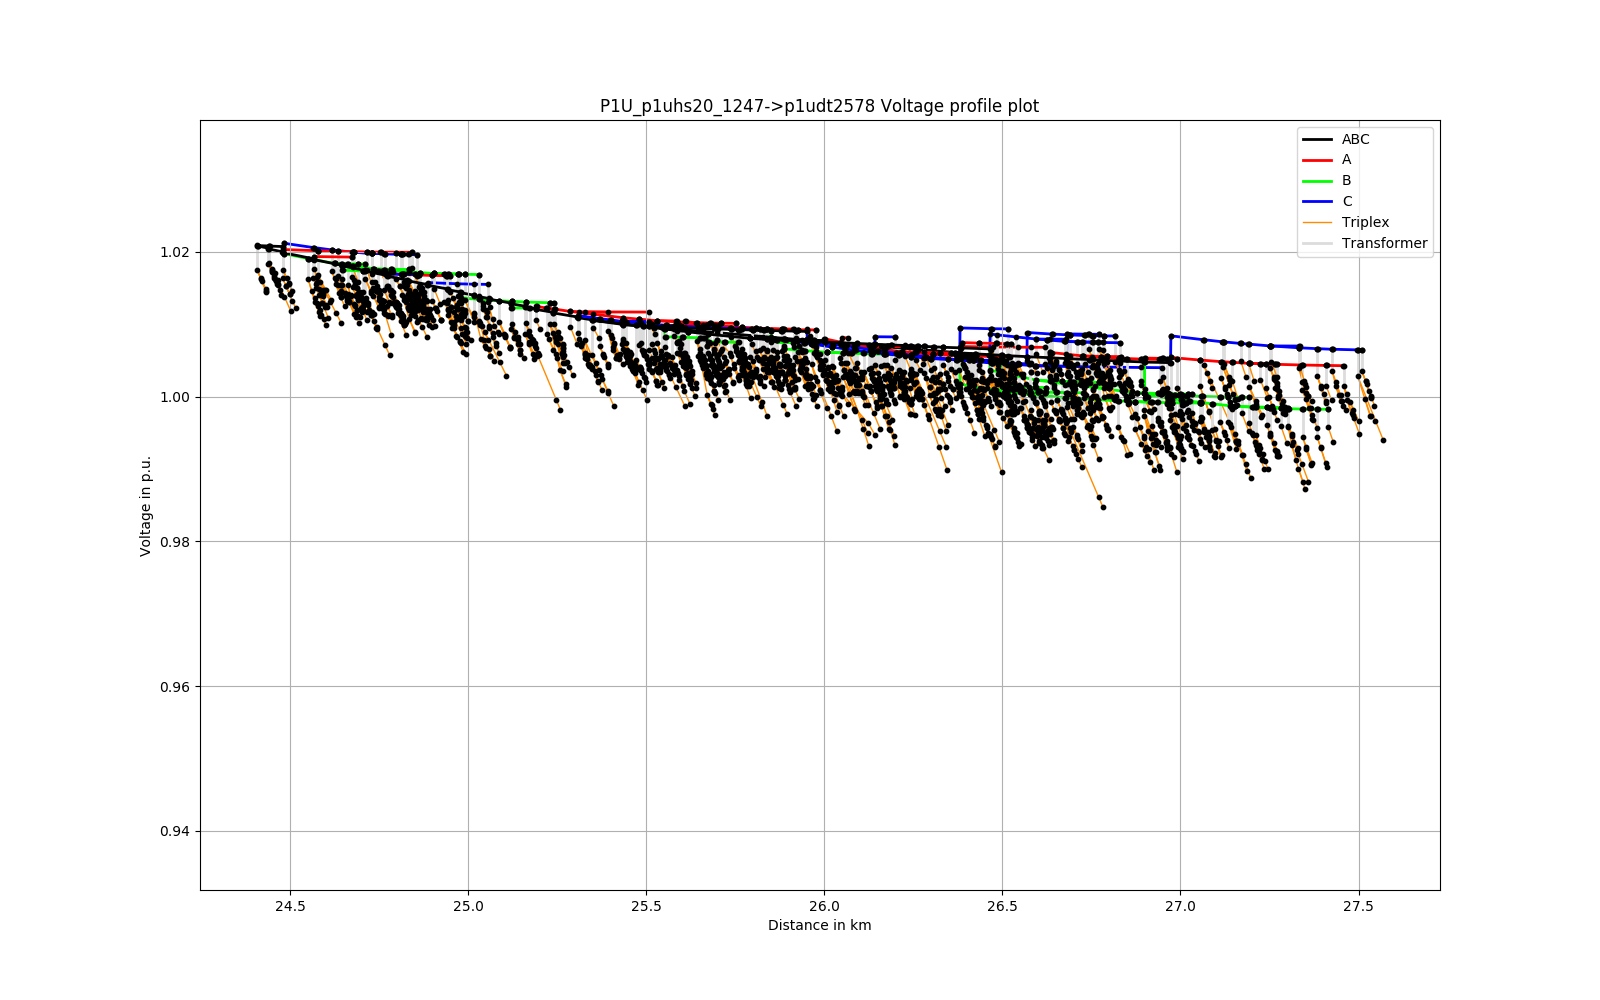 P1U_p1uhs20_1247->p1udt2578 Voltage profile plot
ABC
A
B
C
Triplex
Transformer
1.02
1.00
0.98
0.96
0.94
Voltage in p.u.
24.5 25.0 25.5 26.0 26.5 27.0 27.5
Distance in km